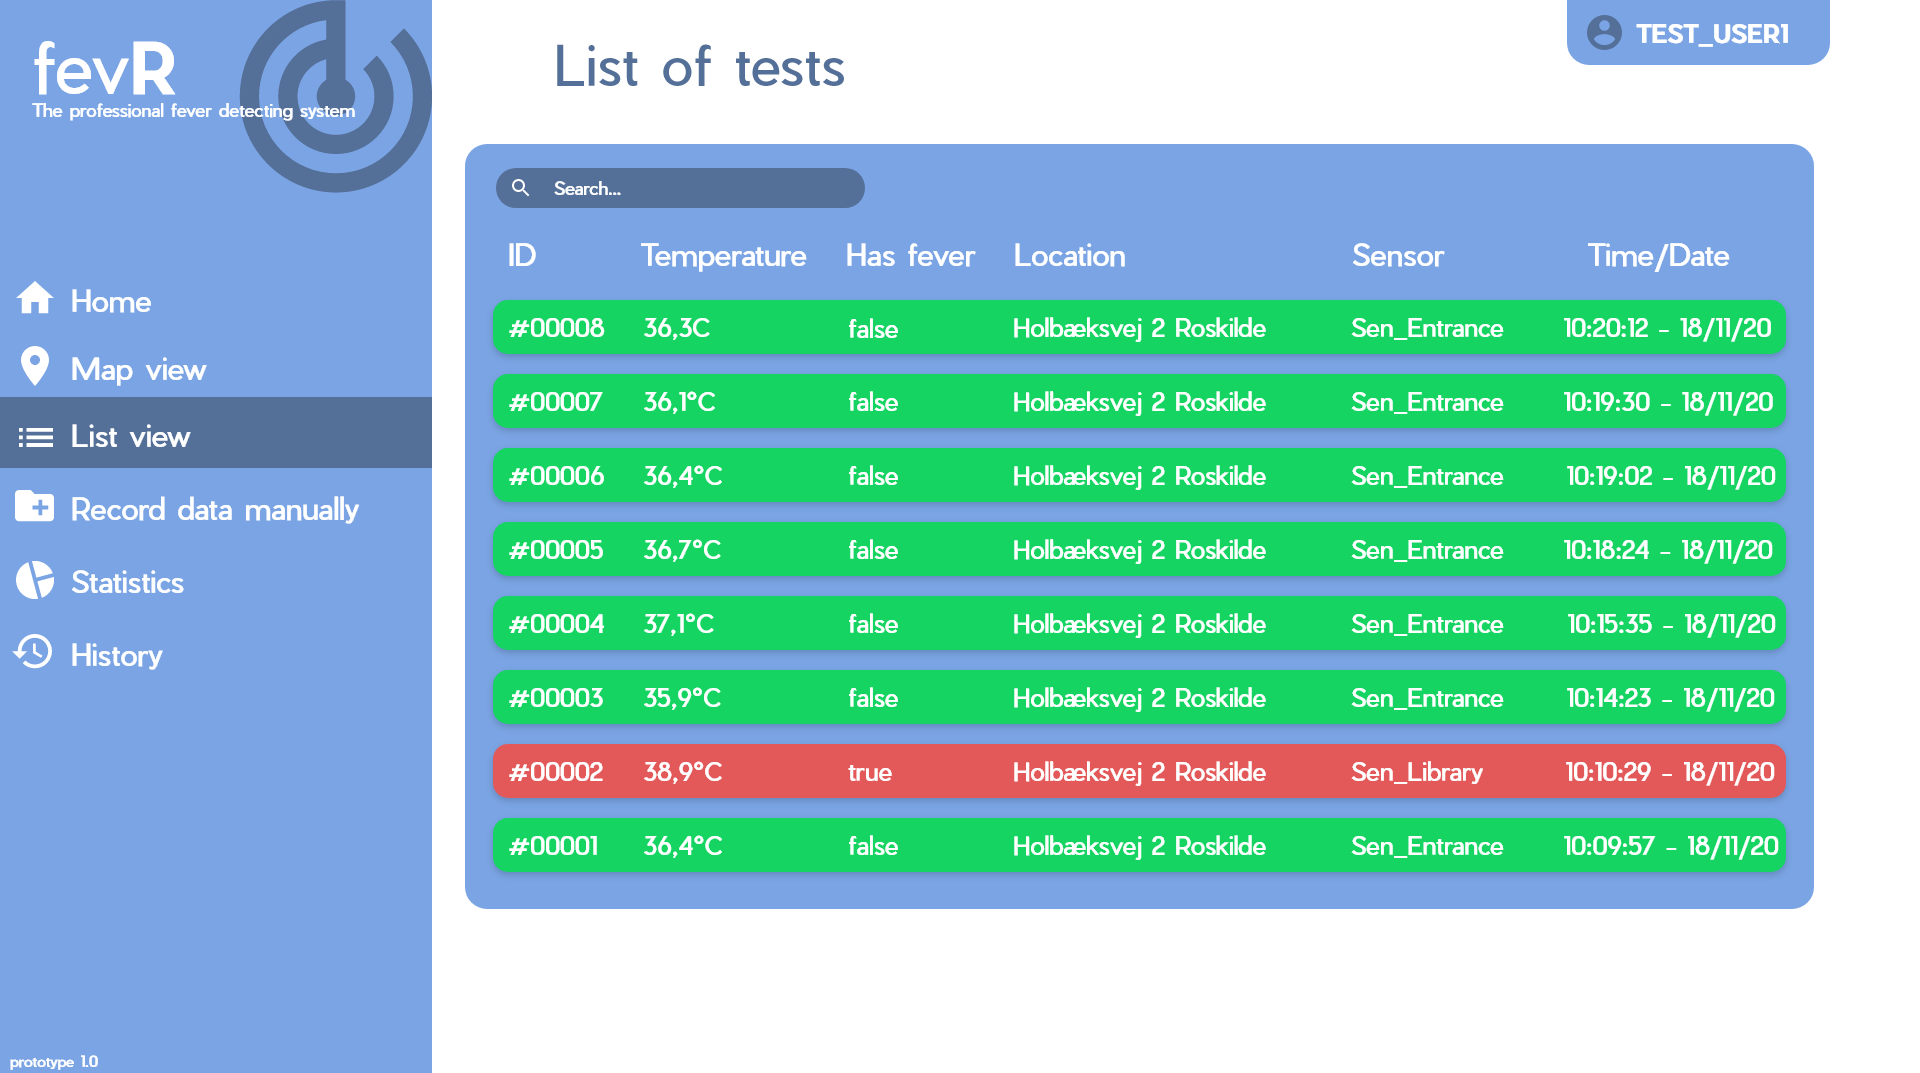 fevR
The professional fever detecting system
TEST_USER1
List of tests
Home
Map view
List view
Record data manually
Statistics
History
Search...
ID Temperature Has fever Location Sensor Time/Date
#00008 36,3C false Holbæksvej 2 Roskilde Sen_Entrance 10:20:12 - 18/11/20
#00007 36,1°C false Holbæksvej 2 Roskilde Sen_Entrance 10:19:30 - 18/11/20
#00006 36,4°C false Holbæksvej 2 Roskilde Sen_Entrance 10:19:02 - 18/11/20
#00005 36,7°C false Holbæksvej 2 Roskilde Sen_Entrance 10:18:24 - 18/11/20
#00004 37,1°C false Holbæksvej 2 Roskilde Sen_Entrance 10:15:35 - 18/11/20
#00003 35,9°C false Holbæksvej 2 Roskilde Sen_Entrance 10:14:23 - 18/11/20
#00002 38,9°C true Holbæksvej 2 Roskilde Sen_Library 10:10:29 - 18/11/20
#00001 36,4°C false Holbæksvej 2 Roskilde Sen_Entrance 10:09:57 - 18/11/20
prototype 1.0